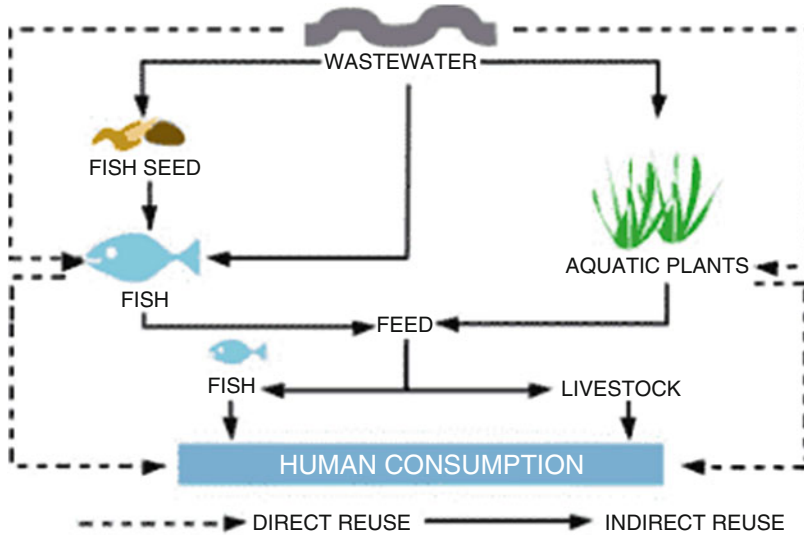 WASTEWATER
FISH SEED
AQUATIC PLANTS
FISH
FEED
FISH
LIVESTOCK
HUMAN CONSUMPTION
DIRECT REUSE
INDIRECT REUSE